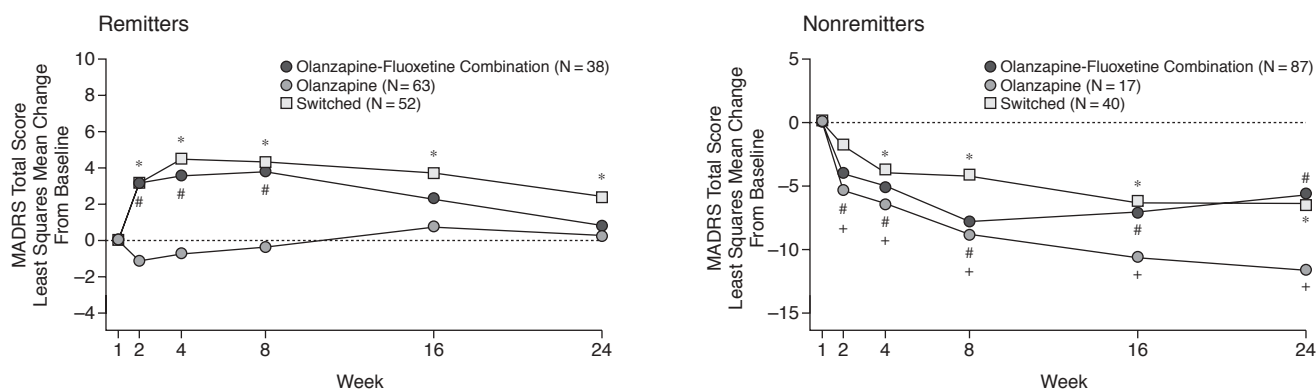 Remitters
10
8
6
4
2
0
−2
−4
MADRS Total Score
Least Squares Mean Change
From Baseline
Olanzapine-Fluoxetine Combination (N = 38)
Olanzapine (N = 63)
Switched (N = 52)
* * * * *
# # #
1 2 4 8 16 24
Week
Nonremitters
5
0
−5
−10
−15
MADRS Total Score
Least Squares Mean Change
From Baseline
Olanzapine-Fluoxetine Combination (N = 87)
Olanzapine (N = 17)
Switched (N = 40)
* * * *
# # # # #
+ + + + +
1 2 4 8 16 24
Week